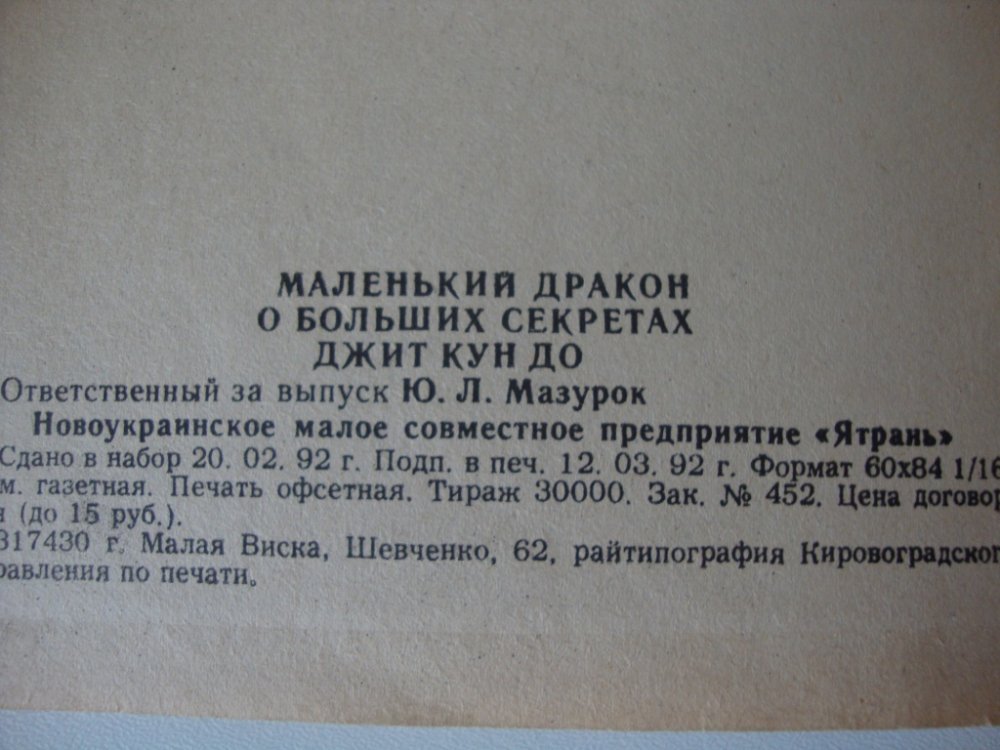 МАЛЕНЬКИЙ ДРАКОН
О БОЛЬШИХ СЕКРЕТАХ
ДЖИТ КУН ДО
Ответственный за выпуск Ю. Л. Мазурок
Новоукраинское малое совместное предприятие «Ятрань»
Сдано в набор 20. 02. 92 г. Подп. в печ. 12. 03. 92 г. Формат 60х84 1/16
м. газетная. Печать офсетная. Тираж 30000. Зак. № 452. Цена договор
я (до 15 руб.).
317430 г. Малая Виска, Шевченко, 62, райтипография Кировоградског
равления по печати.